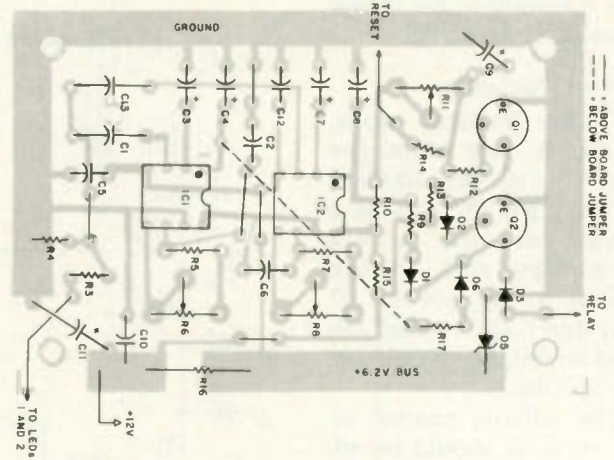 GROUND
TO
RESET
— = ABOVE BOARD JUMPER
--- = BELOW BOARD JUMPER
C9
+
C13
C1
C5
C3
+
C4
+
C2
C12
+
C7
+
C8
+
R11
Q1
E
R14
R12
IC1
IC2
R10
R13
R9
D2
Q2
E
R4
R3
R5
C6
R7
R15
D1
D6
D3
TO
RELAY
R6
R8
R17
D5
C11
+
C10
R16
+6.2V BUS
+12V
TO LEDs
1 AND 2